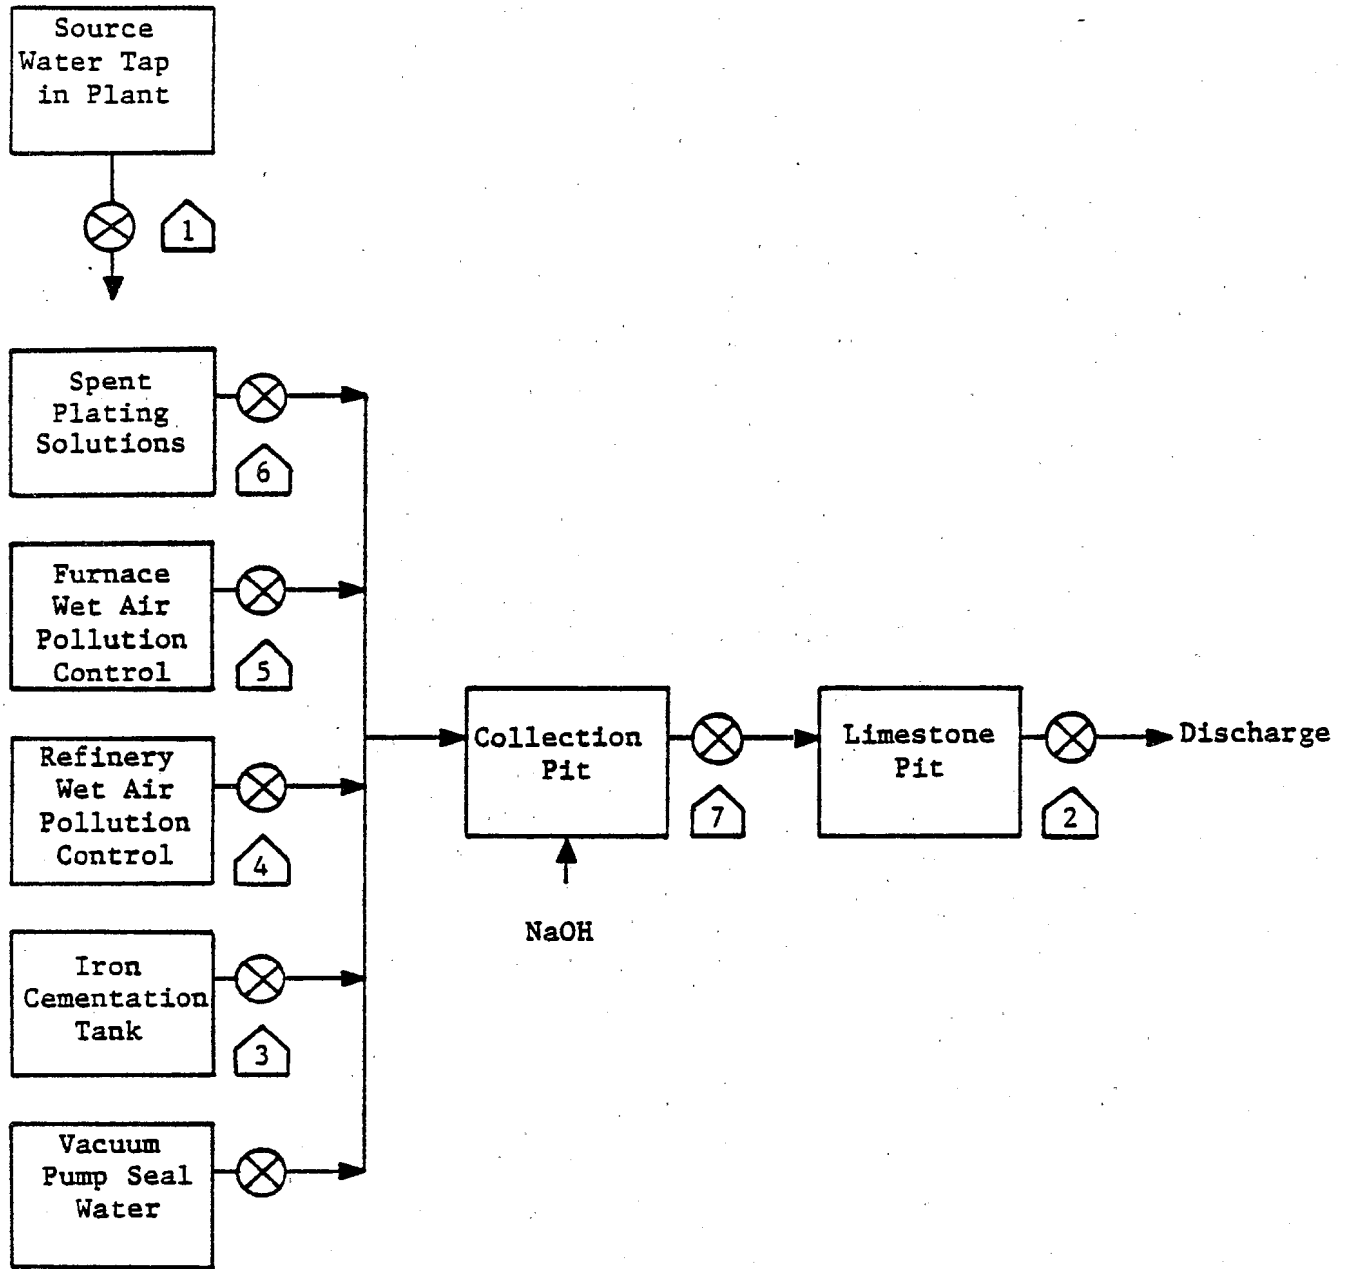 Source
Water Tap
in Plant
1
Spent
Plating
Solutions
6
Furnace
Wet Air
Pollution
Control
5
Refinery
Wet Air
Pollution
Control
4
Iron
Cementation
Tank
3
Vacuum
Pump Seal
Water
Collection
Pit
NaOH
7
Limestone
Pit
2
Discharge